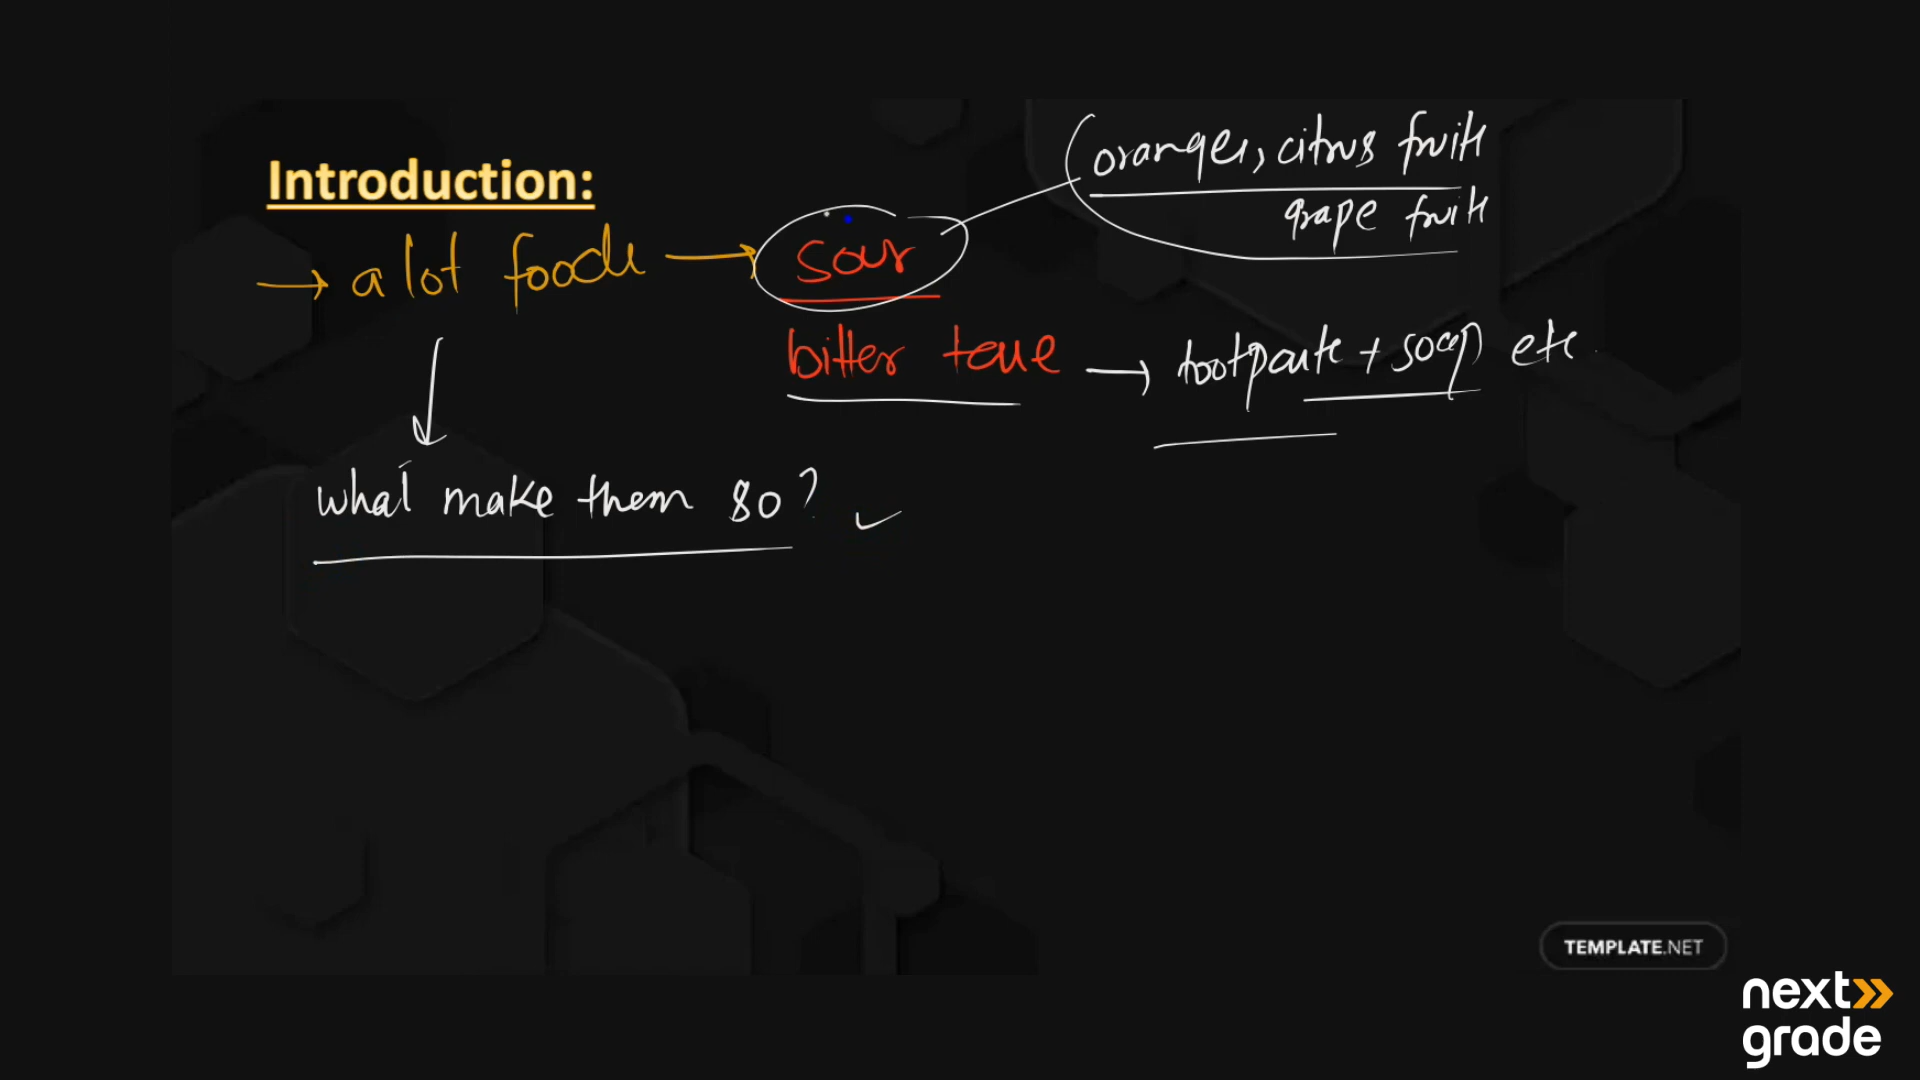 Introduction:
→ a lot foods → sour
(oranges, citrus fruits
grape fruits
bitter taste → tootpaste + soap etc
what make them so? ✓
TEMPLATE.NET
next
grade